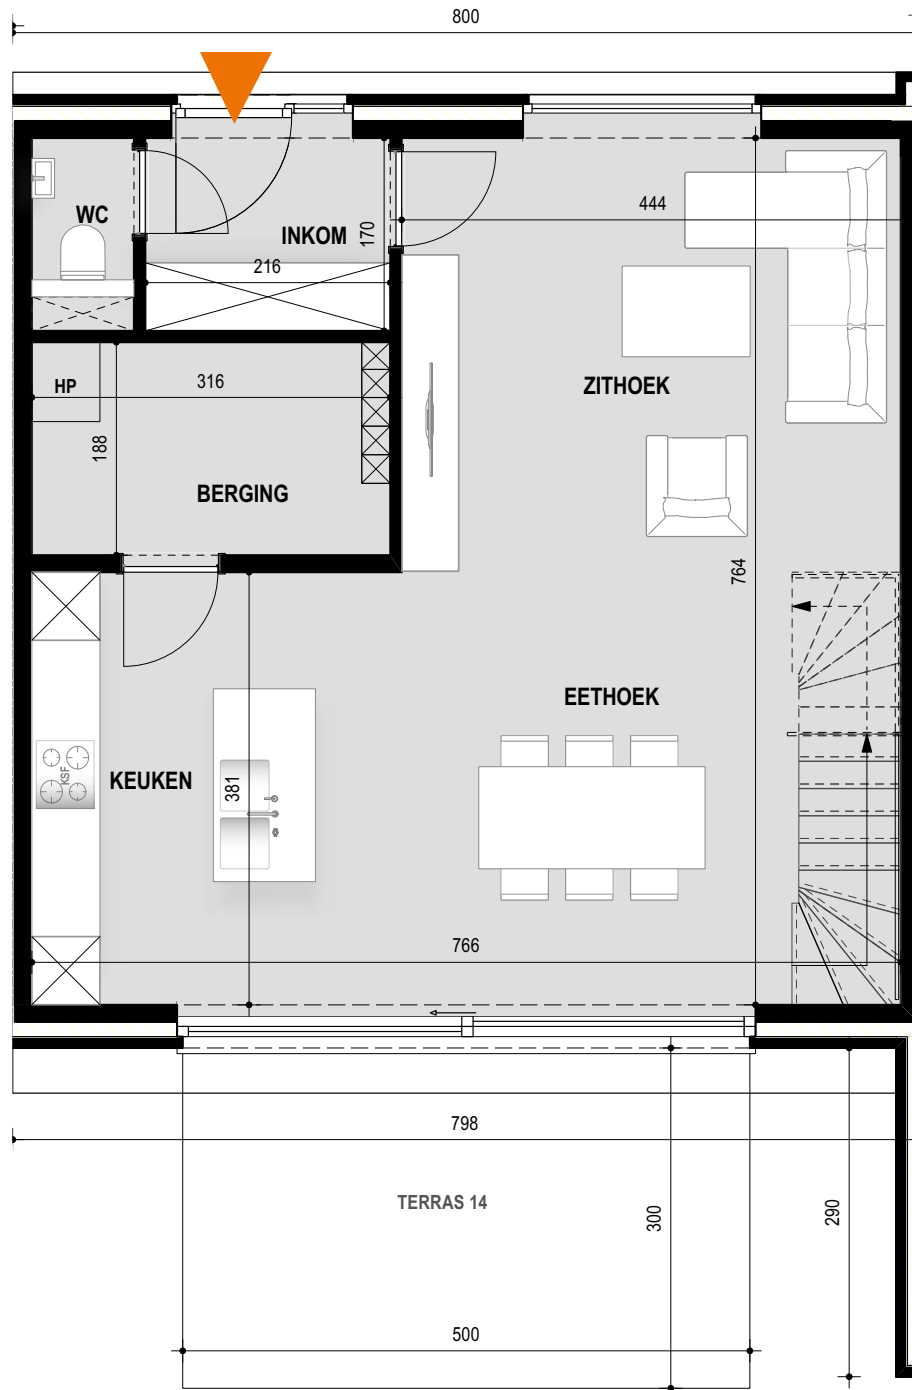 800
WC
444
INKOM
170
216
ZITHOEK
HP
316
188
BERGING
764
EETHOEK
KEUKEN
KSF
381
766
798
TERRAS 14
300
290
500